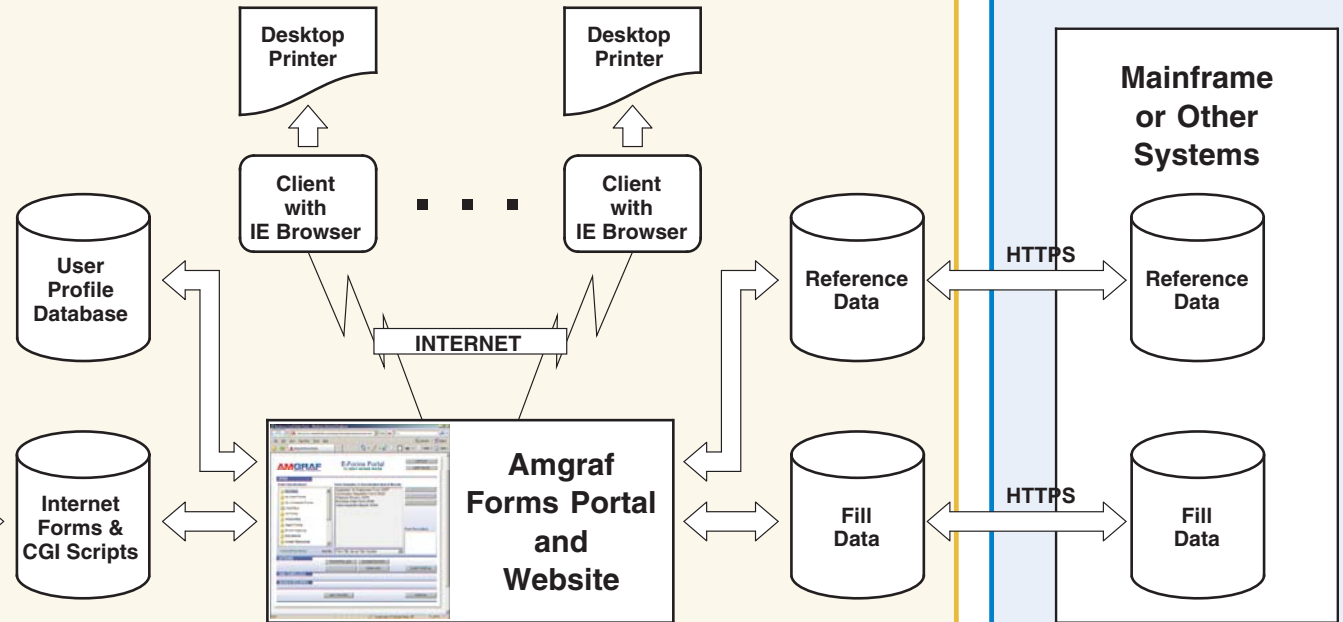 Desktop
Printer
Desktop
Printer
Mainframe
or Other
Systems
Client
with
IE Browser
Client
with
IE Browser
User
Profile
Database
Reference
Data
HTTPS
Reference
Data
INTERNET
AMGRAF
E-Forms Portal
Amgraf
Forms Portal
and
Website
Internet
Forms &
CGI Scripts
Fill
Data
HTTPS
Fill
Data